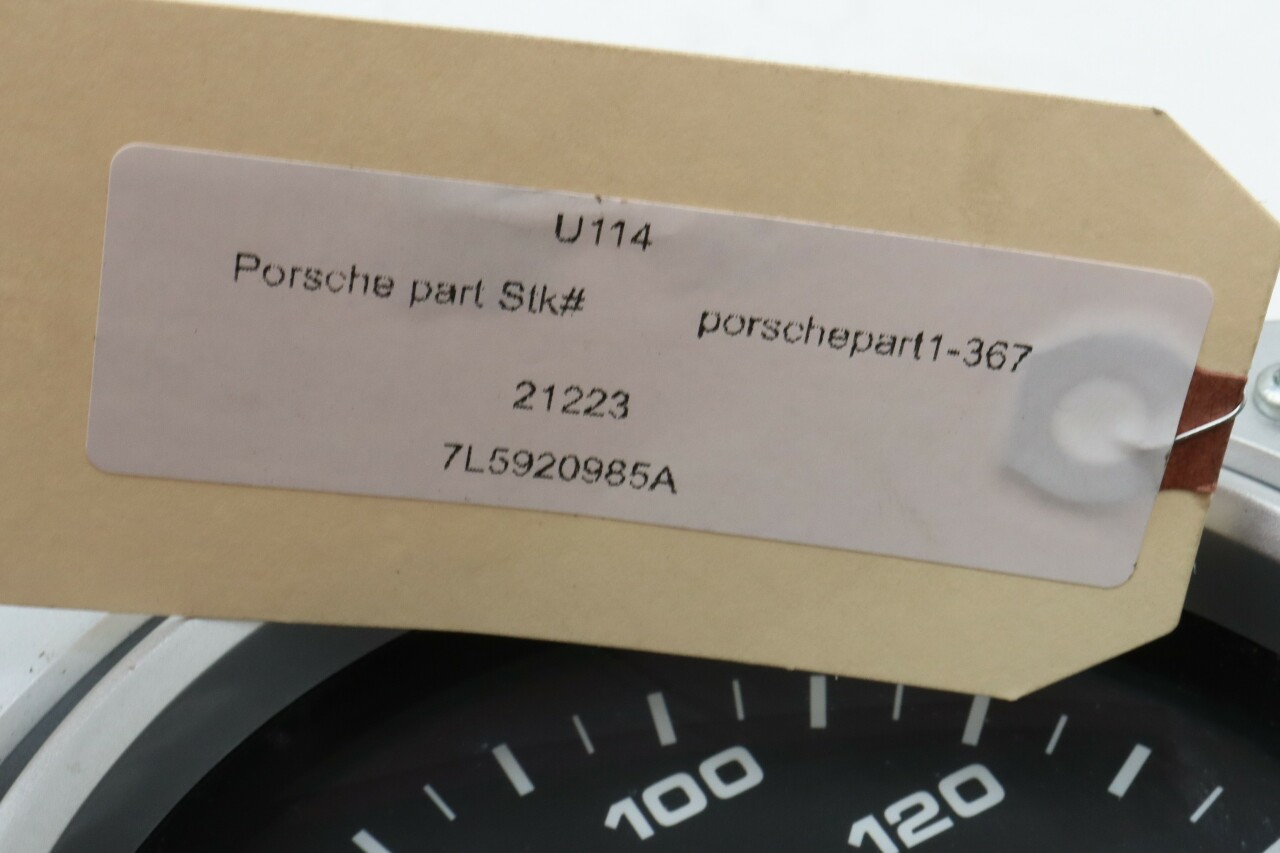 U114
Porsche part Stk# porschepart1-367
21223
7L5920985A
100 120